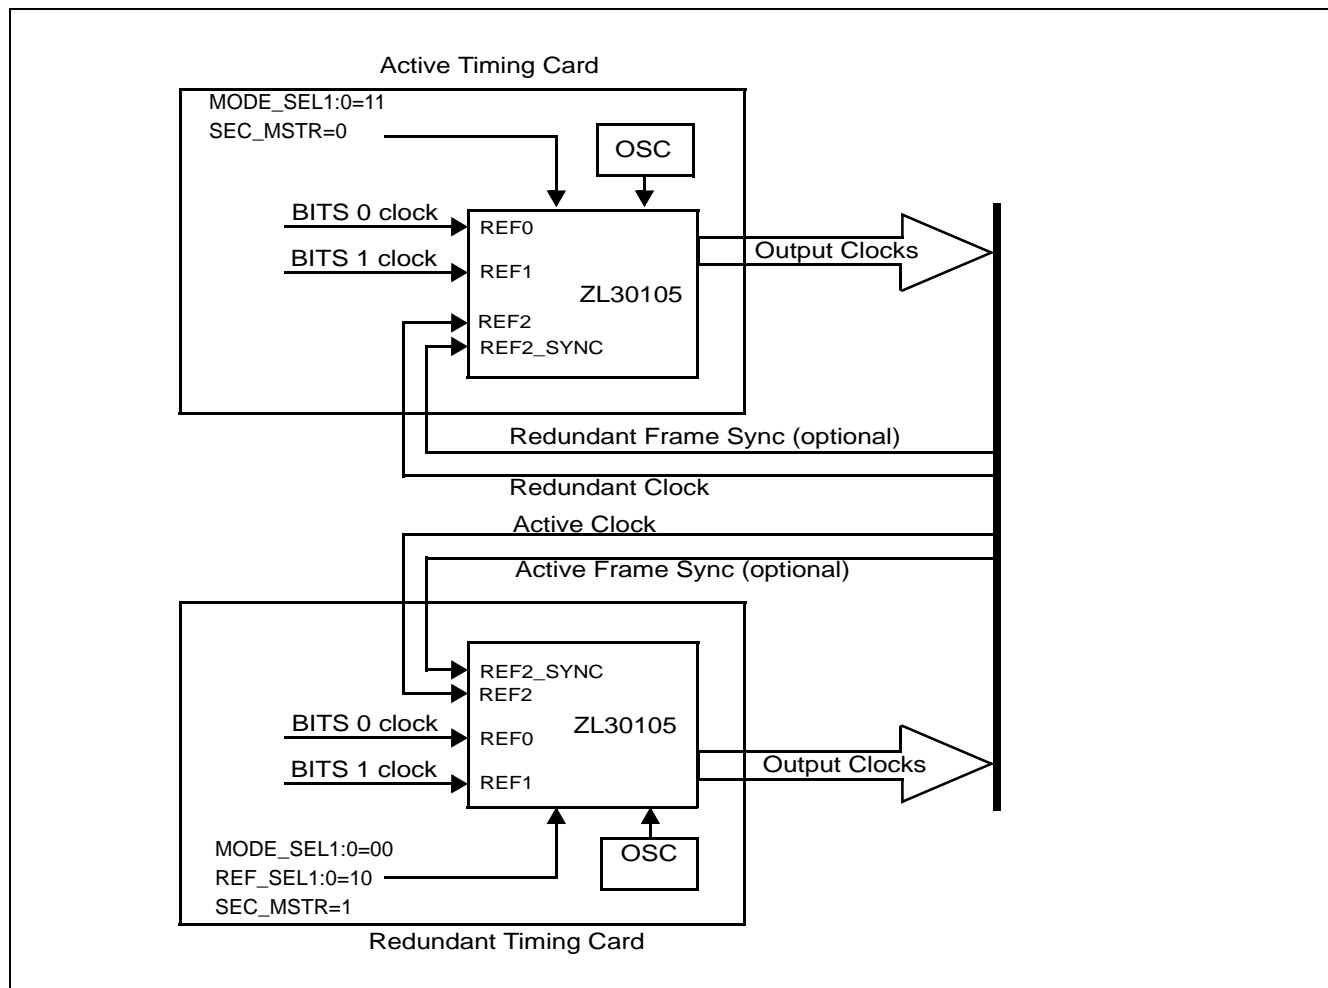 Active Timing Card
MODE_SEL1:0=11
SEC_MSTR=0
OSC
BITS 0 clock
REF0
BITS 1 clock
REF1
ZL30105
Output Clocks
REF2
REF2_SYNC
Redundant Frame Sync (optional)
Redundant Clock
Active Clock
Active Frame Sync (optional)
REF2_SYNC
REF2
BITS 0 clock
REF0
ZL30105
BITS 1 clock
REF1
Output Clocks
MODE_SEL1:0=00
REF_SEL1:0=10
SEC_MSTR=1
OSC
Redundant Timing Card